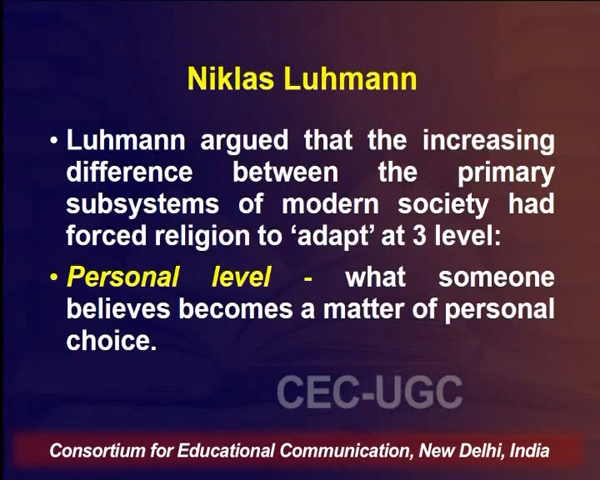 Niklas Luhmann
• Luhmann argued that the increasing
difference between the primary
subsystems of modern society had
forced religion to ‘adapt’ at 3 level:
• Personal level - what someone
believes becomes a matter of personal
choice.
CEC-UGC
Consortium for Educational Communication, New Delhi, India